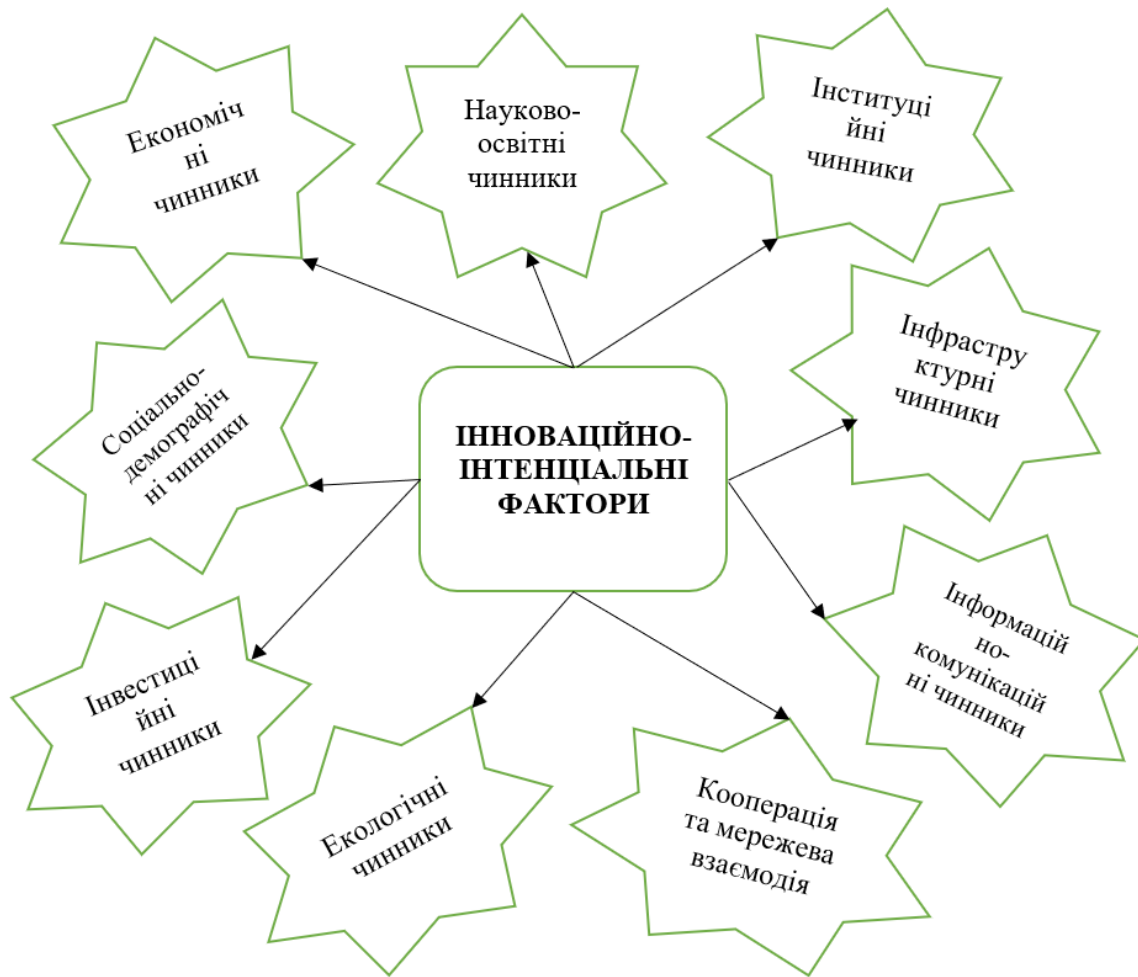 Економіч
ні
чинники
Науково-
освітні
чинники
Інституці
йні
чинники
Соціально-
демографіч
ні чинники
ІННОВАЦІЙНО-
ІНТЕНЦІАЛЬНІ
ФАКТОРИ
Інфрастру
ктурні
чинники
Інвестиці
йні
чинники
Інформацій
но-
комунікацій
ні чинники
Екологічні
чинники
Кооперація
та мережева
взаємодія